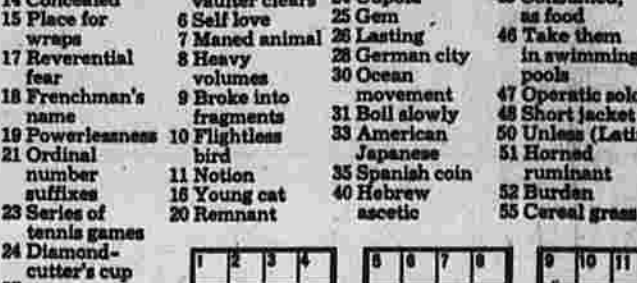 14 Concealed
15 Place for
wraps
17 Reverential
fear
18 Frenchman's
name
19 Powerlessness
21 Ordinal
number
suffixes
23 Series of
tennis games
24 Diamond-
cutter's cup
vaulter clears
6 Self love
7 Maned animal
8 Heavy
volumes
9 Broke into
fragments
10 Flightless
bird
11 Notion
16 Young cat
20 Remnant
25 Gem
26 Lasting
28 German city
30 Ocean
movement
31 Boil slowly
33 American
Japanese
35 Spanish coin
40 Hebrew
ascetic
as food
46 Take them
in swimming
pools
47 Operatic solo
48 Short jacket
50 Unless (Lati
51 Horned
ruminant
52 Burden
55 Cereal grass
1 2 3 4 5 6 7 8 9 10 11